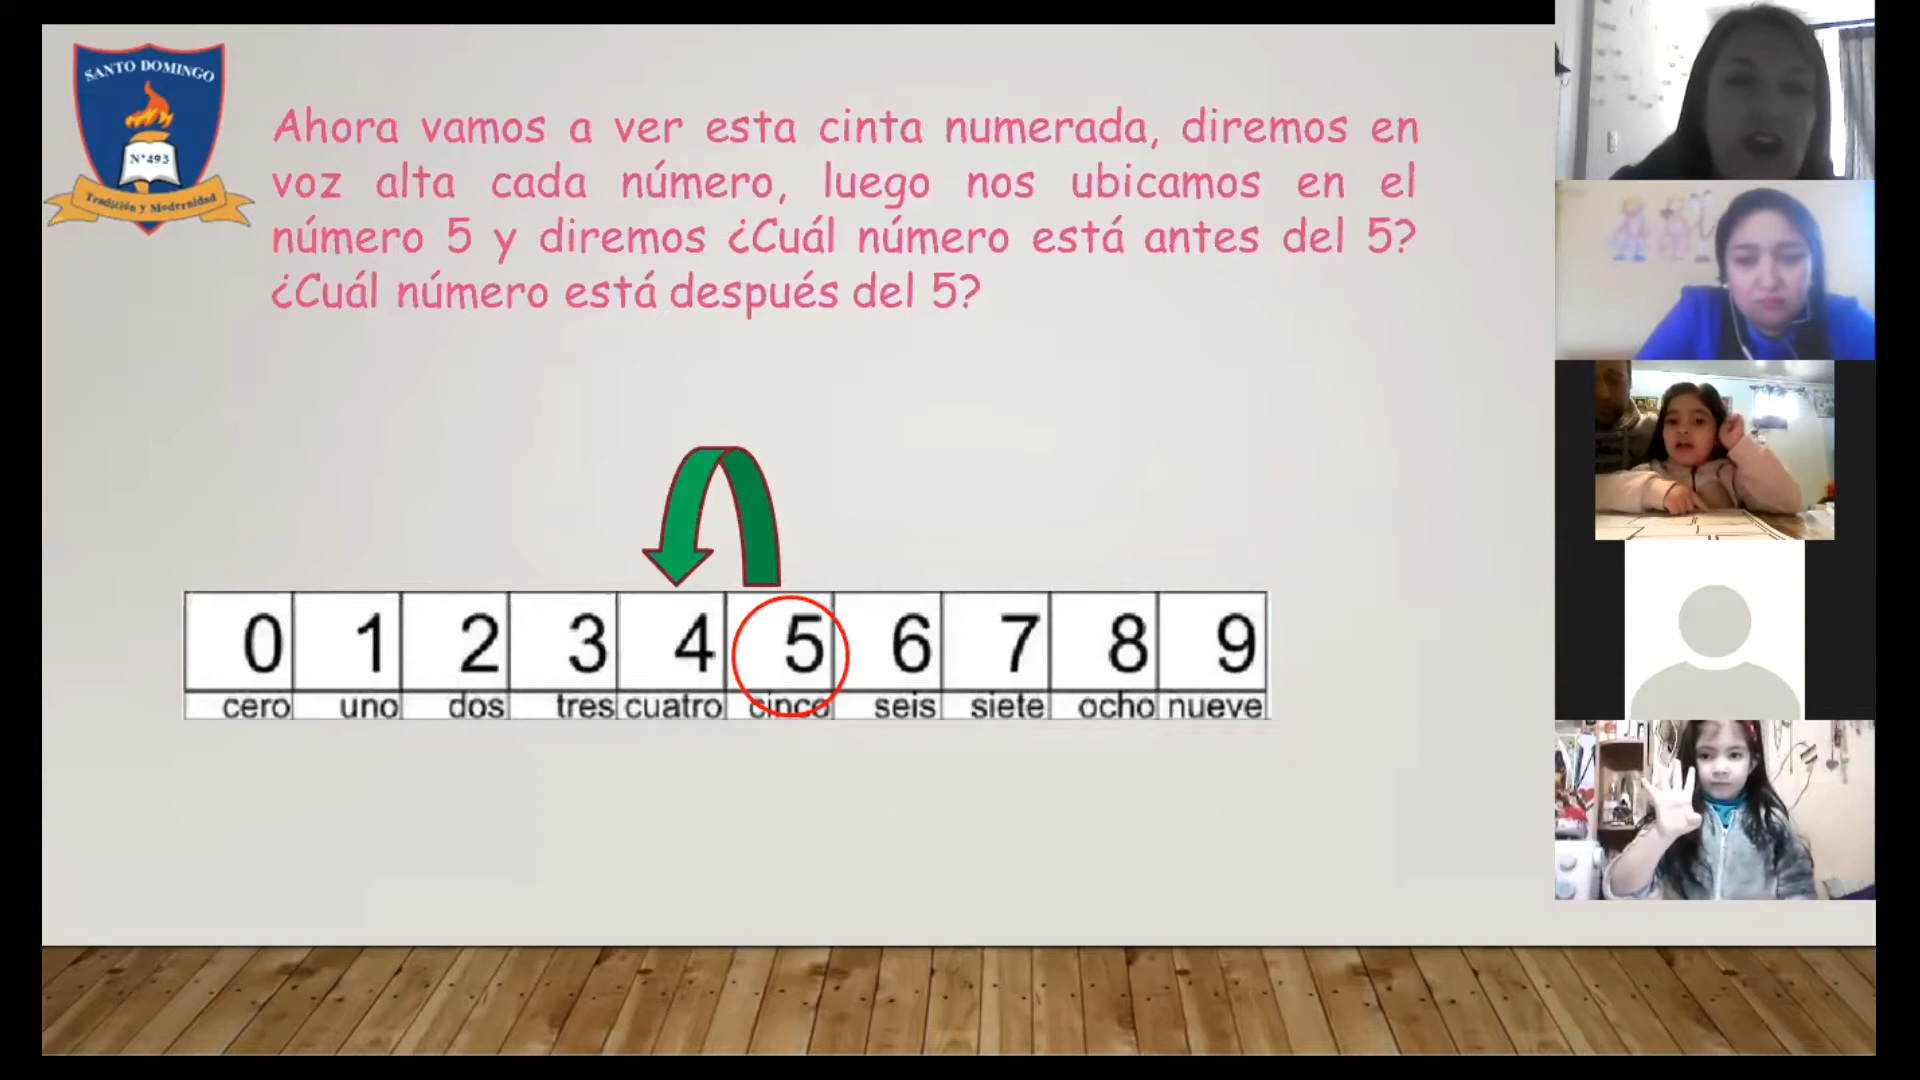 SANTO DOMINGO
N°493
Tradición y Modernidad
Ahora vamos a ver esta cinta numerada, diremos en
voz alta cada número, luego nos ubicamos en el
número 5 y diremos ¿Cuál número está antes del 5?
¿Cuál número está después del 5?
0 1 2 3 4 5 6 7 8 9
cero uno dos tres cuatro cinco seis siete ocho nueve